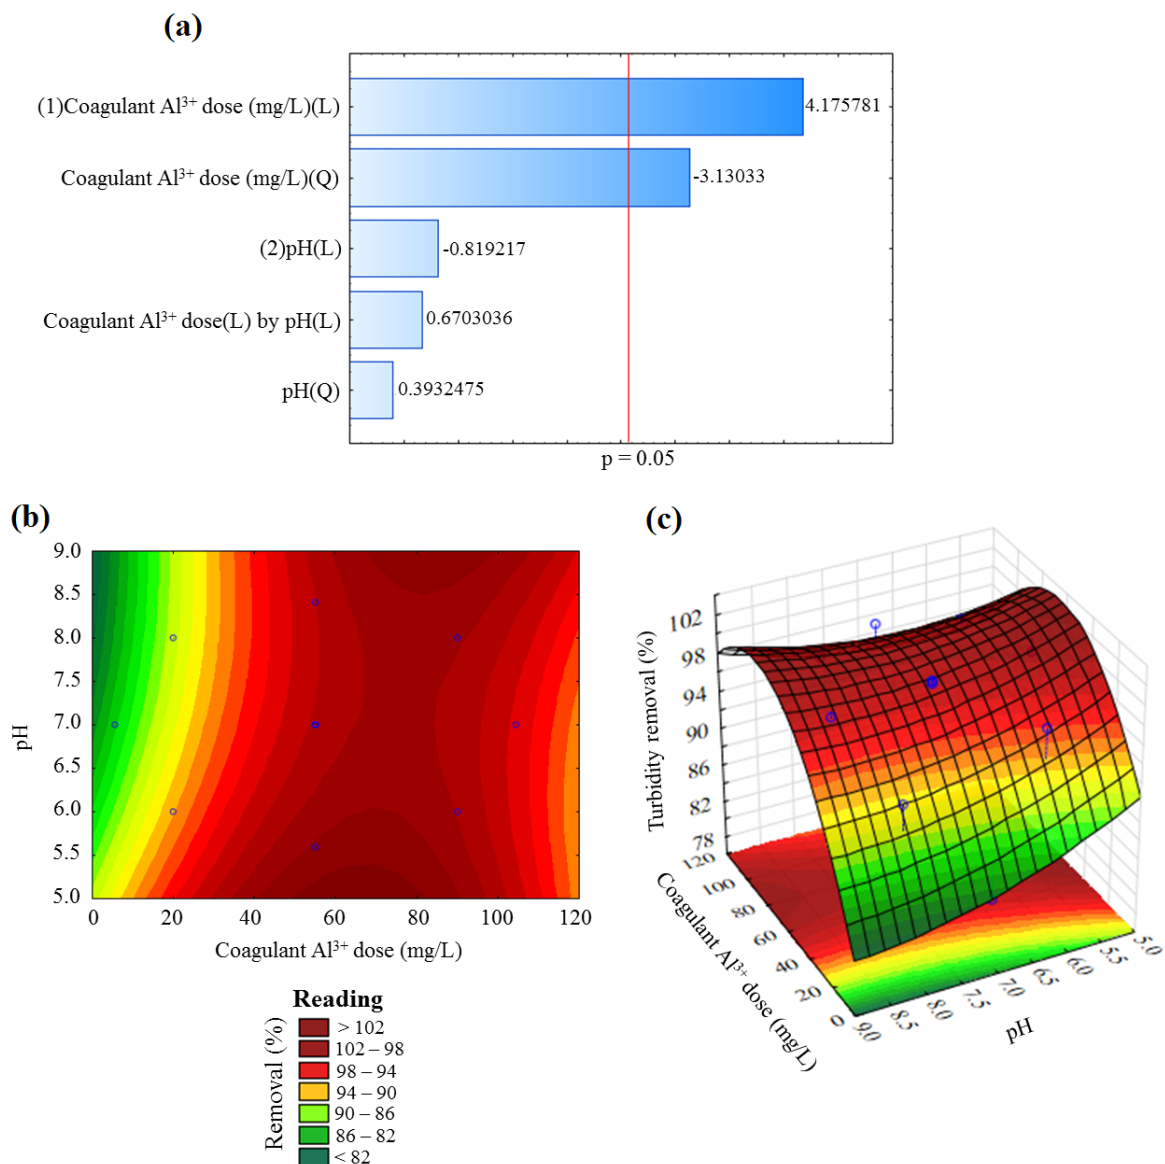 (a)
(1)Coagulant Al³⁺ dose (mg/L)(L)
4.175781
Coagulant Al³⁺ dose (mg/L)(Q)
-3.13033
(2)pH(L)
-0.819217
Coagulant Al³⁺ dose(L) by pH(L)
0.6703036
pH(Q)
0.3932475
p = 0.05
(b)
9.0
8.5
8.0
7.5
7.0
6.5
6.0
5.5
5.0
pH
0 20 40 60 80 100 120
Coagulant Al³⁺ dose (mg/L)
Reading
Removal (%)
> 102
102 – 98
98 – 94
94 – 90
90 – 86
86 – 82
< 82
(c)
Turbidity removal (%)
102
98
94
90
86
82
78
120
100
80
60
40
20
0
Coagulant Al³⁺ dose (mg/L)
9.0
8.5
8.0
7.5
7.0
6.5
6.0
5.5
5.0
pH